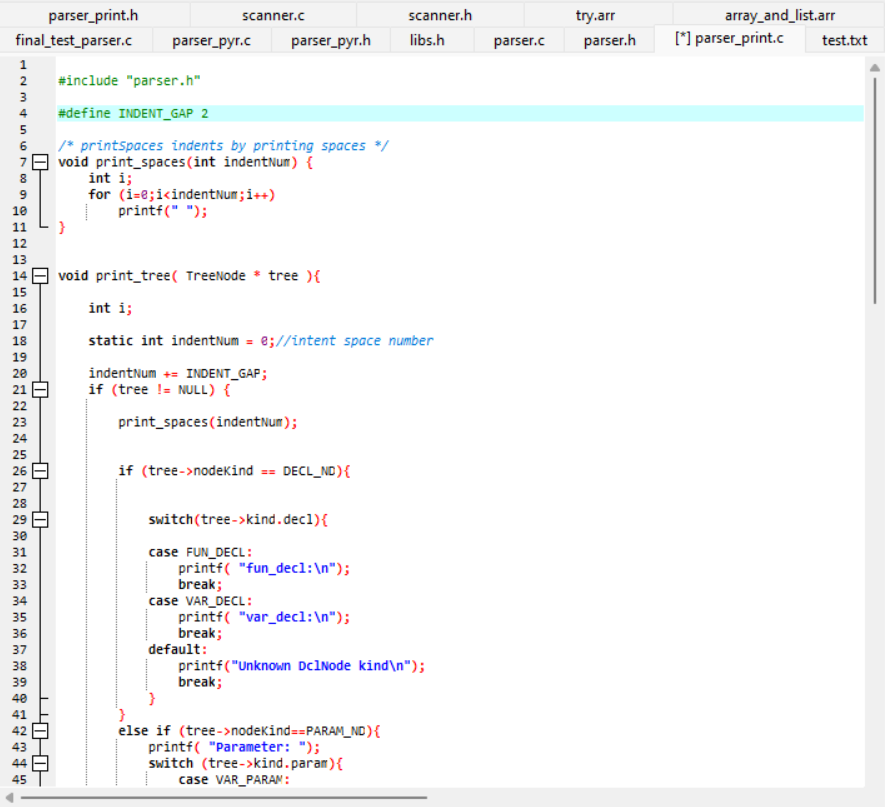 parser_print.h scanner.c scanner.h try.arr array_and_list.arr
final_test_parser.c parser_pyr.c parser_pyr.h libs.h parser.c parser.h [*] parser_print.c test.txt
1
2 #include "parser.h"
3
4 #define INDENT_GAP 2
5
6 /* printSpaces indents by printing spaces */
7 void print_spaces(int indentNum) {
8 int i;
9 for (i=0;i<indentNum;i++)
10 printf(" ");
11 }
12
13
14 void print_tree( TreeNode * tree ){
15
16 int i;
17
18 static int indentNum = 0;//intent space number
19
20 indentNum += INDENT_GAP;
21 if (tree != NULL) {
22
23 print_spaces(indentNum);
24
25
26 if (tree->nodeKind == DECL_ND){
27
28
29 switch(tree->kind.decl){
30
31 case FUN_DECL:
32 printf( "fun_decl:\n");
33 break;
34 case VAR_DECL:
35 printf( "var_decl:\n");
36 break;
37 default:
38 printf("Unknown DclNode kind\n");
39 break;
40 }
41 }
42 else if (tree->nodeKind==PARAM_ND){
43 printf( "Parameter: ");
44 switch (tree->kind.param){
45 case VAR_PARAM: